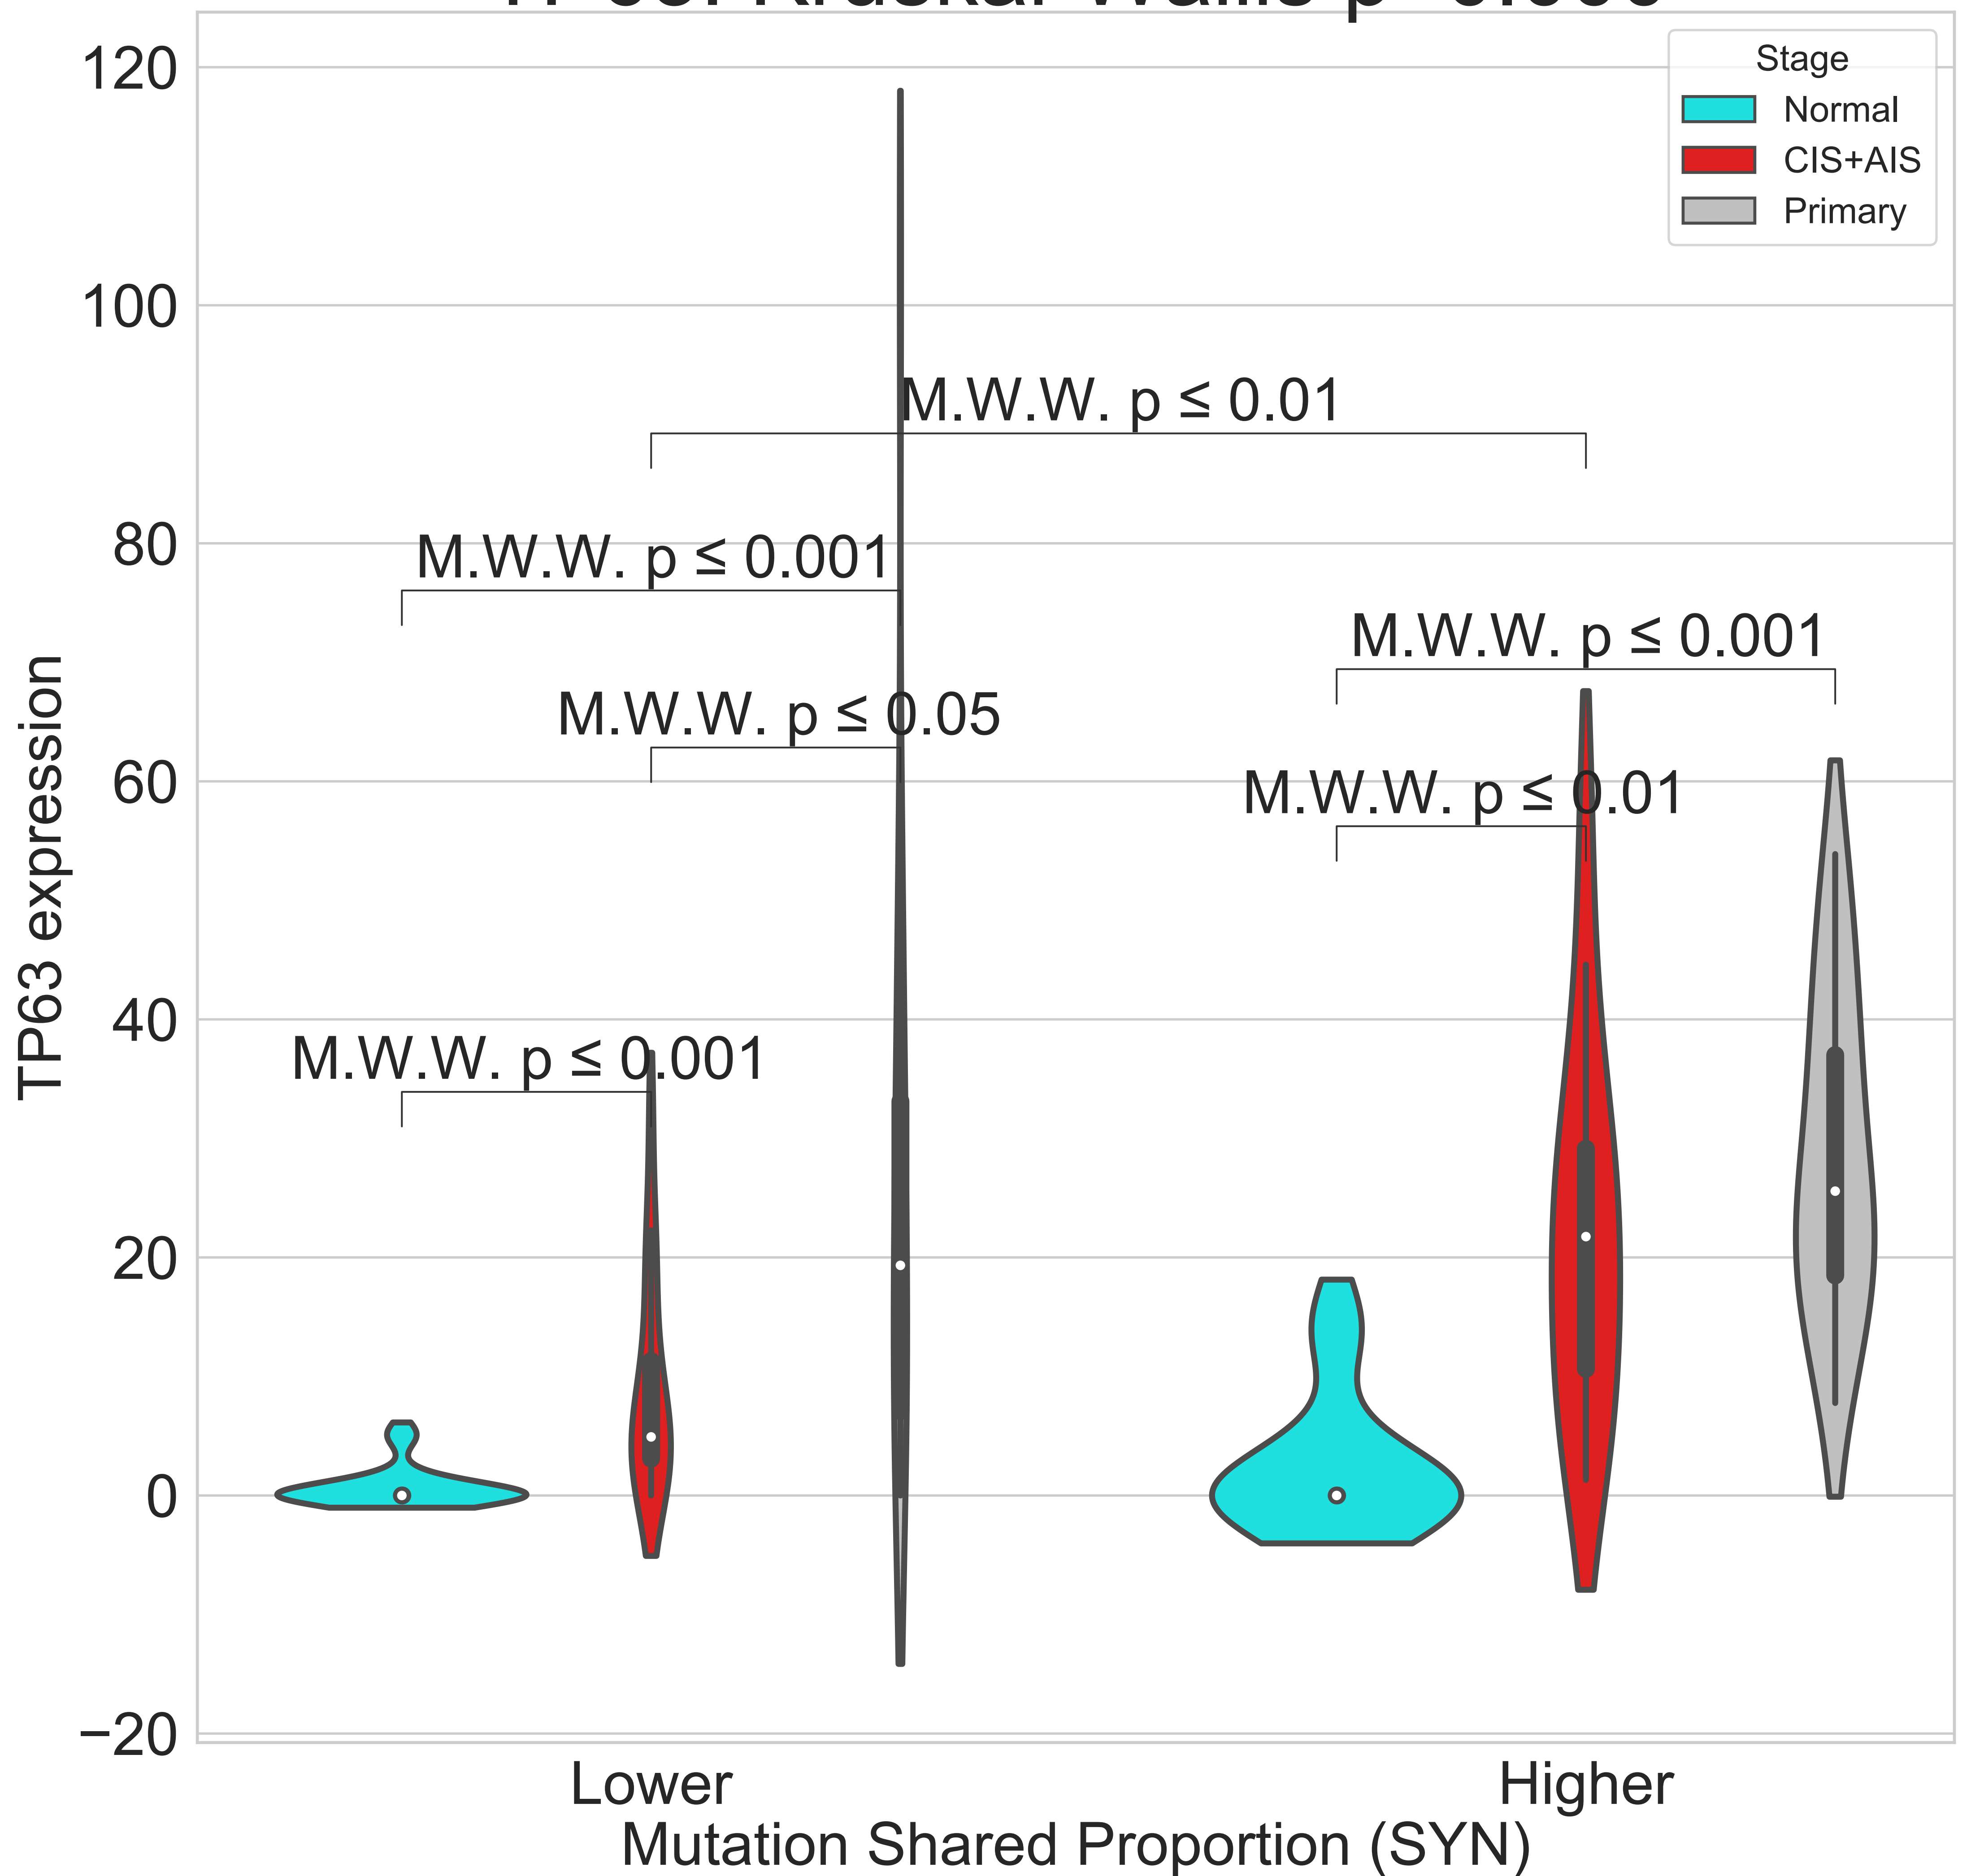 120
100
80
60
40
20
0
−20
TP63 expression
Stage
Normal
CIS+AIS
Primary
M.W.W. p ≤ 0.01
M.W.W. p ≤ 0.001
M.W.W. p ≤ 0.001
M.W.W. p ≤ 0.05
M.W.W. p ≤ 0.01
M.W.W. p ≤ 0.001
Lower
Higher
Mutation Shared Proportion (SYN)